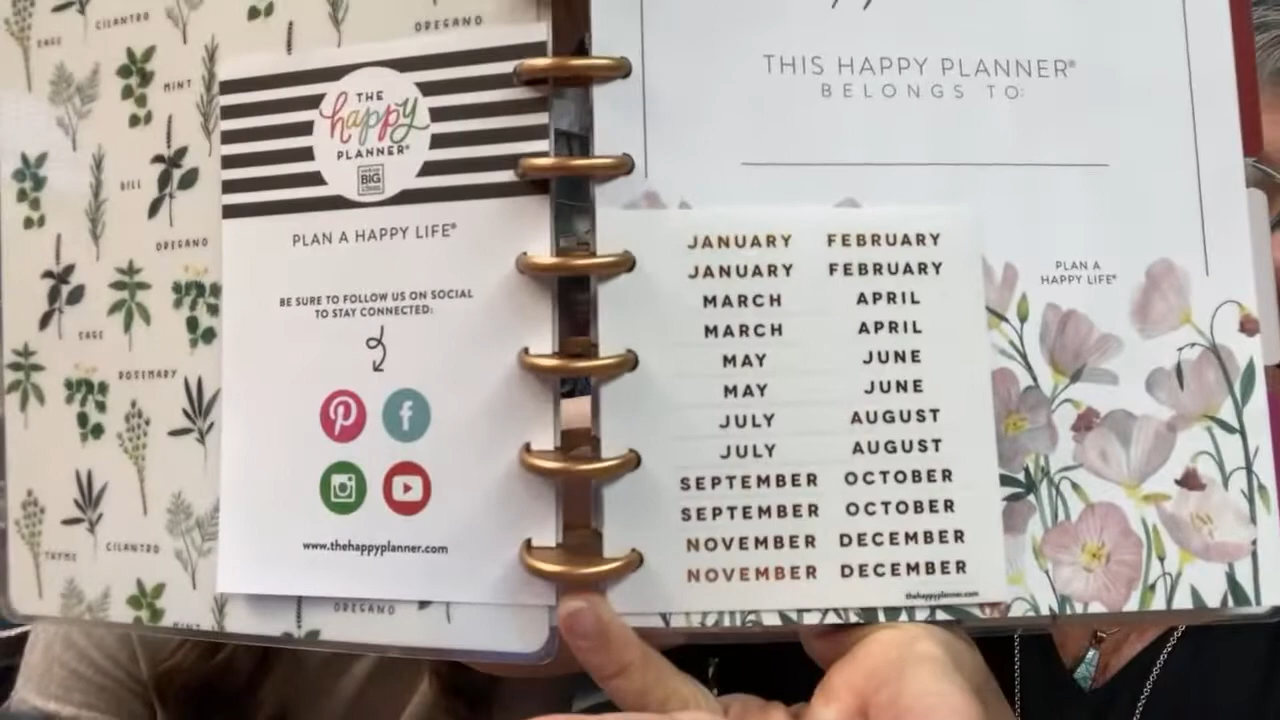 CILANTRO
OREGANO
SAGE
MINT
DILL
OREGANO
SAGE
ROSEMARY
THYME
CILANTRO
OREGANO
MINT
THE
happy
PLANNER®
BIG
PLAN A HAPPY LIFE®
BE SURE TO FOLLOW US ON SOCIAL
TO STAY CONNECTED:
www.thehappyplanner.com
THIS HAPPY PLANNER®
BELONGS TO:
JANUARY FEBRUARY
JANUARY FEBRUARY
MARCH APRIL
MARCH APRIL
MAY JUNE
MAY JUNE
JULY AUGUST
JULY AUGUST
SEPTEMBER OCTOBER
SEPTEMBER OCTOBER
NOVEMBER DECEMBER
NOVEMBER DECEMBER
thehappyplanner.com
PLAN A
HAPPY LIFE®